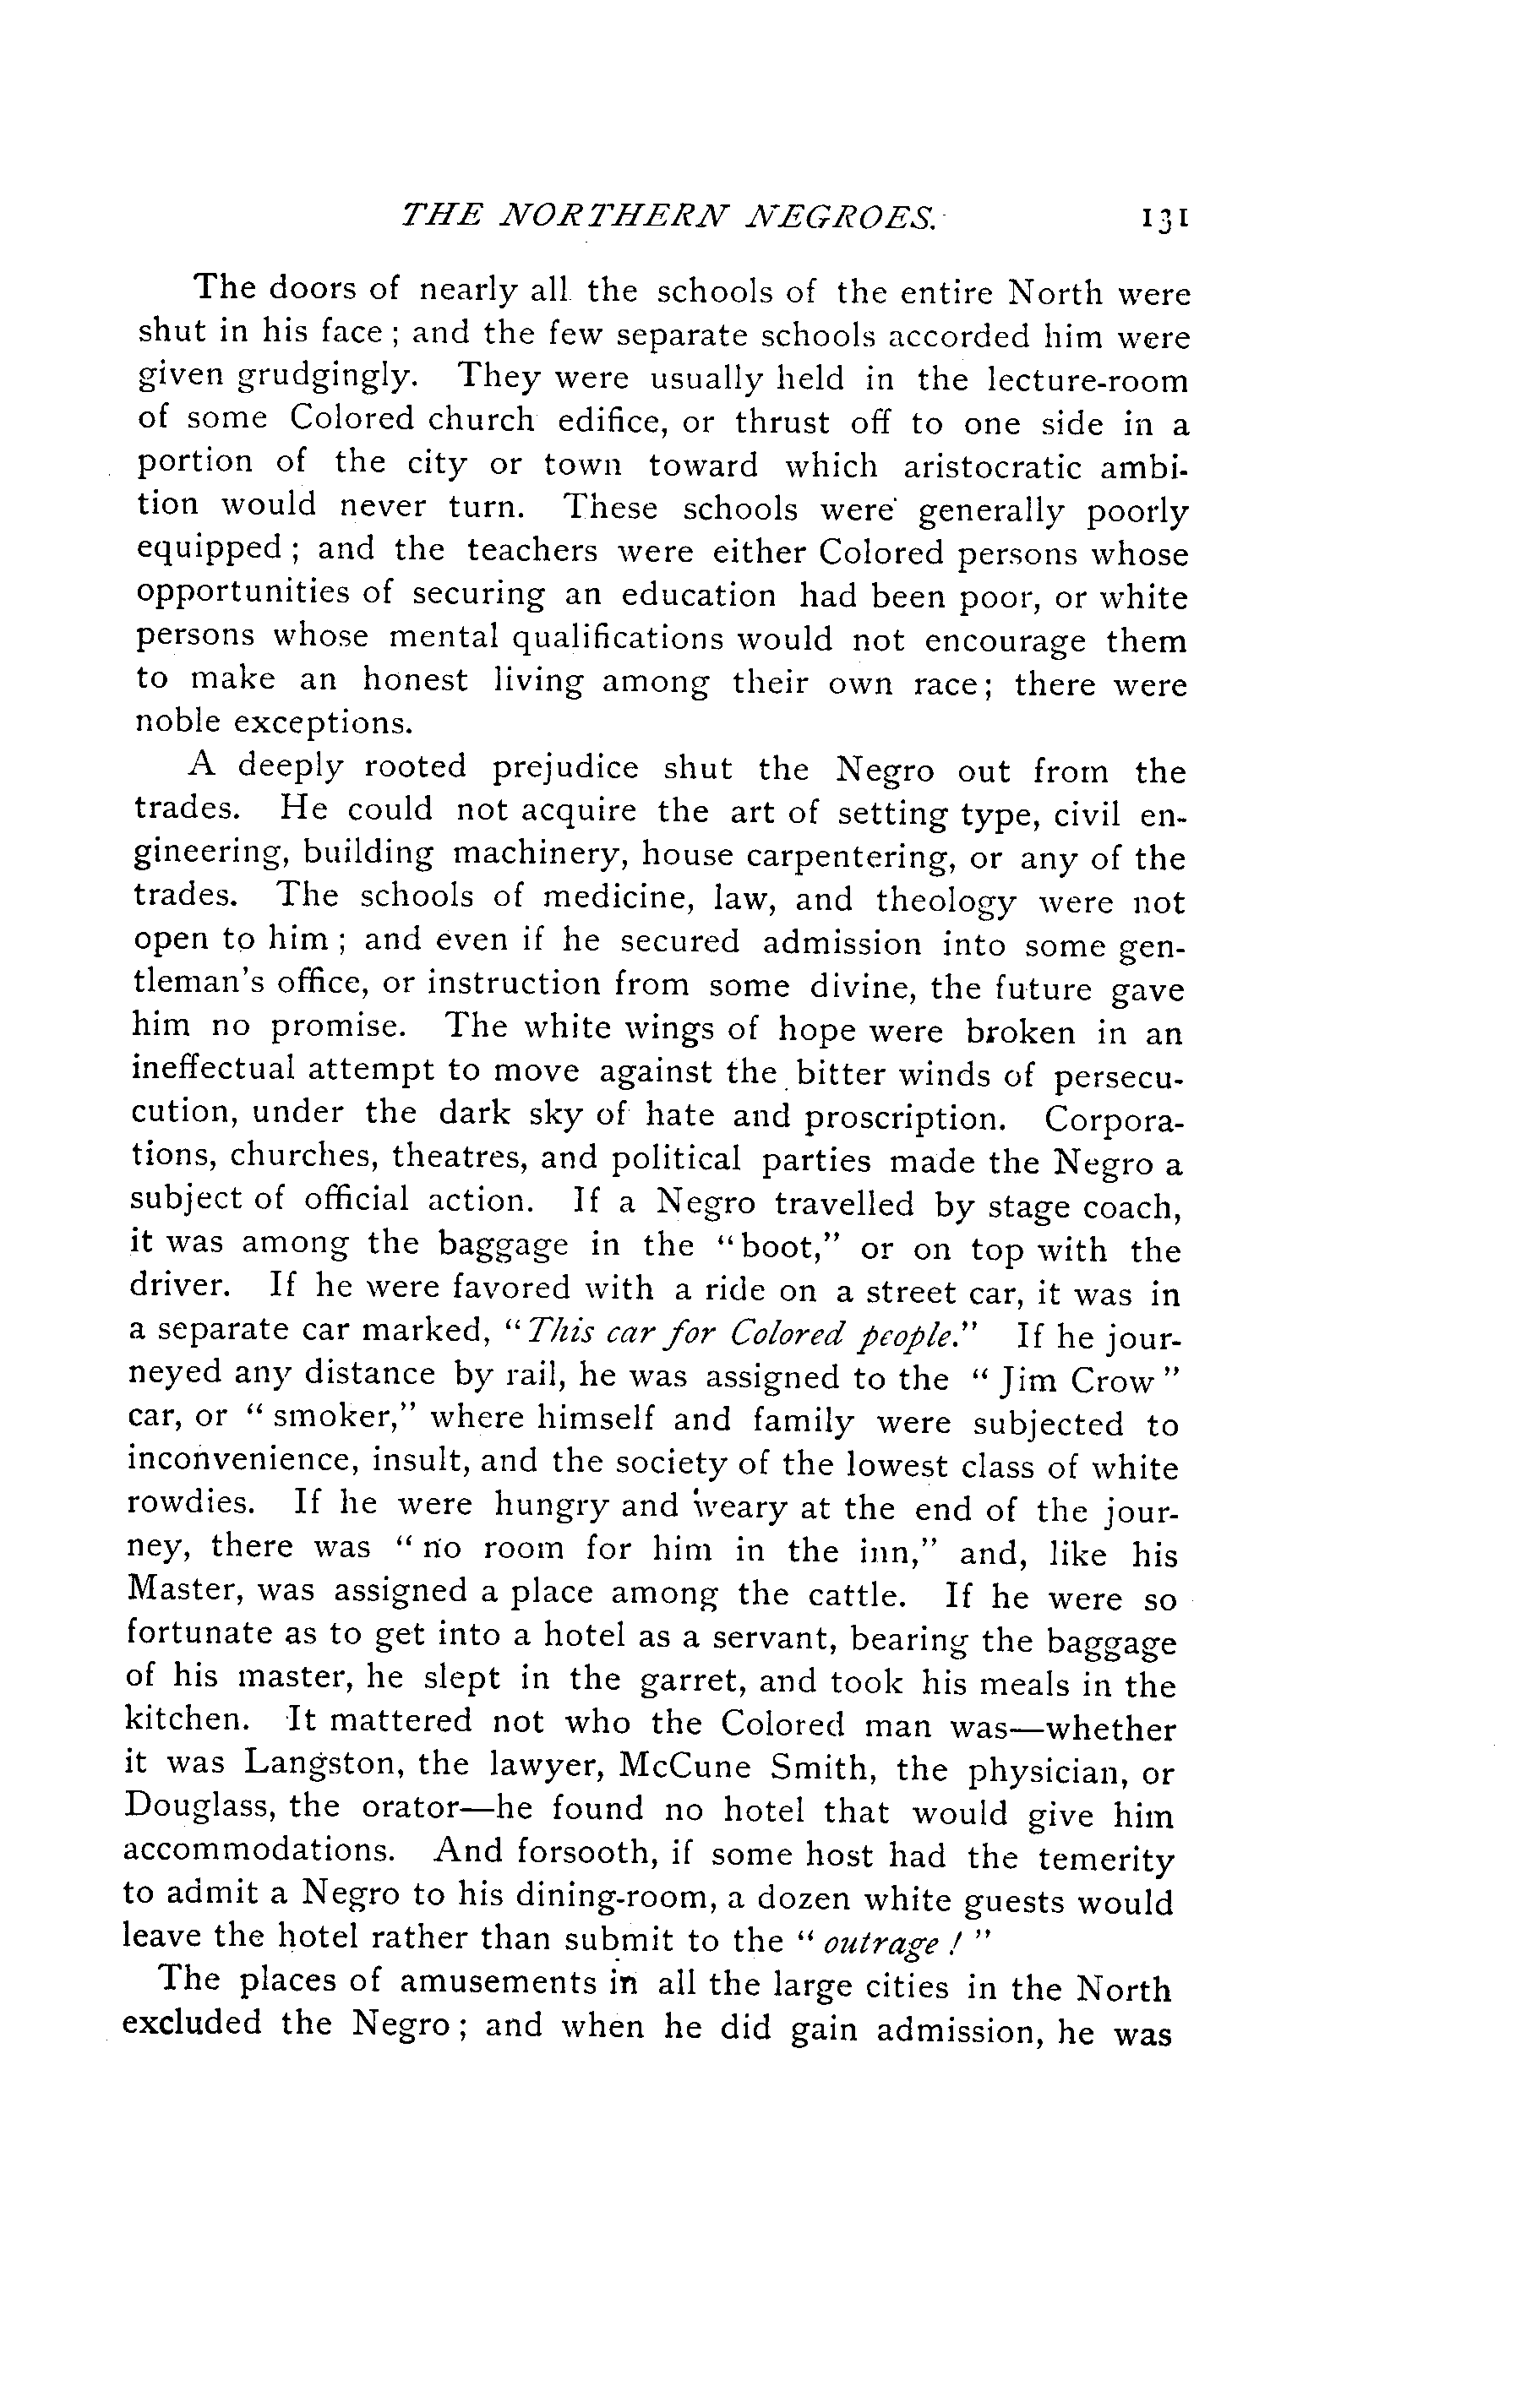 THE NORTHERN NEGROES. 131
The doors of nearly all the schools of the entire North were
shut in his face ; and the few separate schools accorded him were
given grudgingly. They were usually held in the lecture-room
of some Colored church edifice, or thrust off to one side in a
portion of the city or town toward which aristocratic ambi-
tion would never turn. These schools were generally poorly
equipped ; and the teachers were either Colored persons whose
opportunities of securing an education had been poor, or white
persons whose mental qualifications would not encourage them
to make an honest living among their own race; there were
noble exceptions.
A deeply rooted prejudice shut the Negro out from the
trades. He could not acquire the art of setting type, civil en-
gineering, building machinery, house carpentering, or any of the
trades. The schools of medicine, law, and theology were not
open to him ; and even if he secured admission into some gen-
tleman's office, or instruction from some divine, the future gave
him no promise. The white wings of hope were broken in an
ineffectual attempt to move against the bitter winds of persecu-
cution, under the dark sky of hate and proscription. Corpora-
tions, churches, theatres, and political parties made the Negro a
subject of official action. If a Negro travelled by stage coach,
it was among the baggage in the "boot," or on top with the
driver. If he were favored with a ride on a street car, it was in
a separate car marked, "This car for Colored people." If he jour-
neyed any distance by rail, he was assigned to the " Jim Crow "
car, or " smoker," where himself and family were subjected to
inconvenience, insult, and the society of the lowest class of white
rowdies. If he were hungry and weary at the end of the jour-
ney, there was " no room for him in the inn," and, like his
Master, was assigned a place among the cattle. If he were so
fortunate as to get into a hotel as a servant, bearing the baggage
of his master, he slept in the garret, and took his meals in the
kitchen. It mattered not who the Colored man was—whether
it was Langston, the lawyer, McCune Smith, the physician, or
Douglass, the orator—he found no hotel that would give him
accommodations. And forsooth, if some host had the temerity
to admit a Negro to his dining-room, a dozen white guests would
leave the hotel rather than submit to the " outrage ! "
The places of amusements in all the large cities in the North
excluded the Negro ; and when he did gain admission, he was